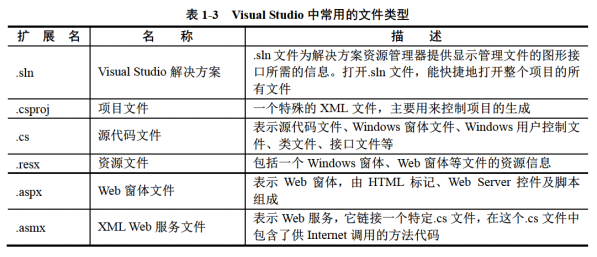 表 1-3 Visual Studio 中常用的文件类型
扩 展 名 名 称 描 述
.sln文件为解决方案资源管理器提供显示管理文件的图形接
.sln Visual Studio 解决方案 口所需的信息。打开.sln 文件，能快捷地打开整个项目的所
有文件
.csproj 项目文件 一个特殊的 XML 文件，主要用来控制项目的生成
.cs 源代码文件 表示源代码文件、Windows 窗体文件、Windows 用户控制文
件、类文件、接口文件等
.resx 资源文件 包括一个 Windows 窗体、Web 窗体等文件的资源信息
.aspx Web 窗体文件 表示 Web 窗体，由 HTML 标记、Web Server 控件及脚本
组成
.asmx XML Web 服务文件 表示 Web 服务，它链接一个特定.cs 文件，在这个.cs 文件中
包含了供 Internet 调用的方法代码